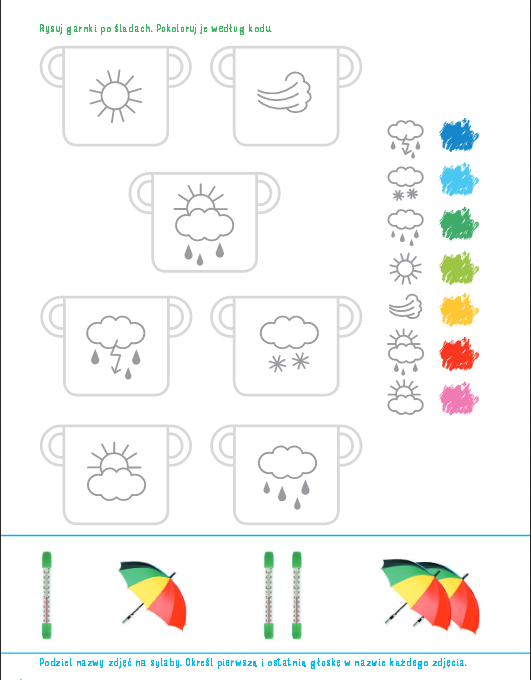 Rysuj garnki po śladach. Pokoloruj je według kodu.
Podziel nazwy zdjęć na sylaby. Określ pierwszą i ostatnią głoskę w nazwie każdego zdjęcia.